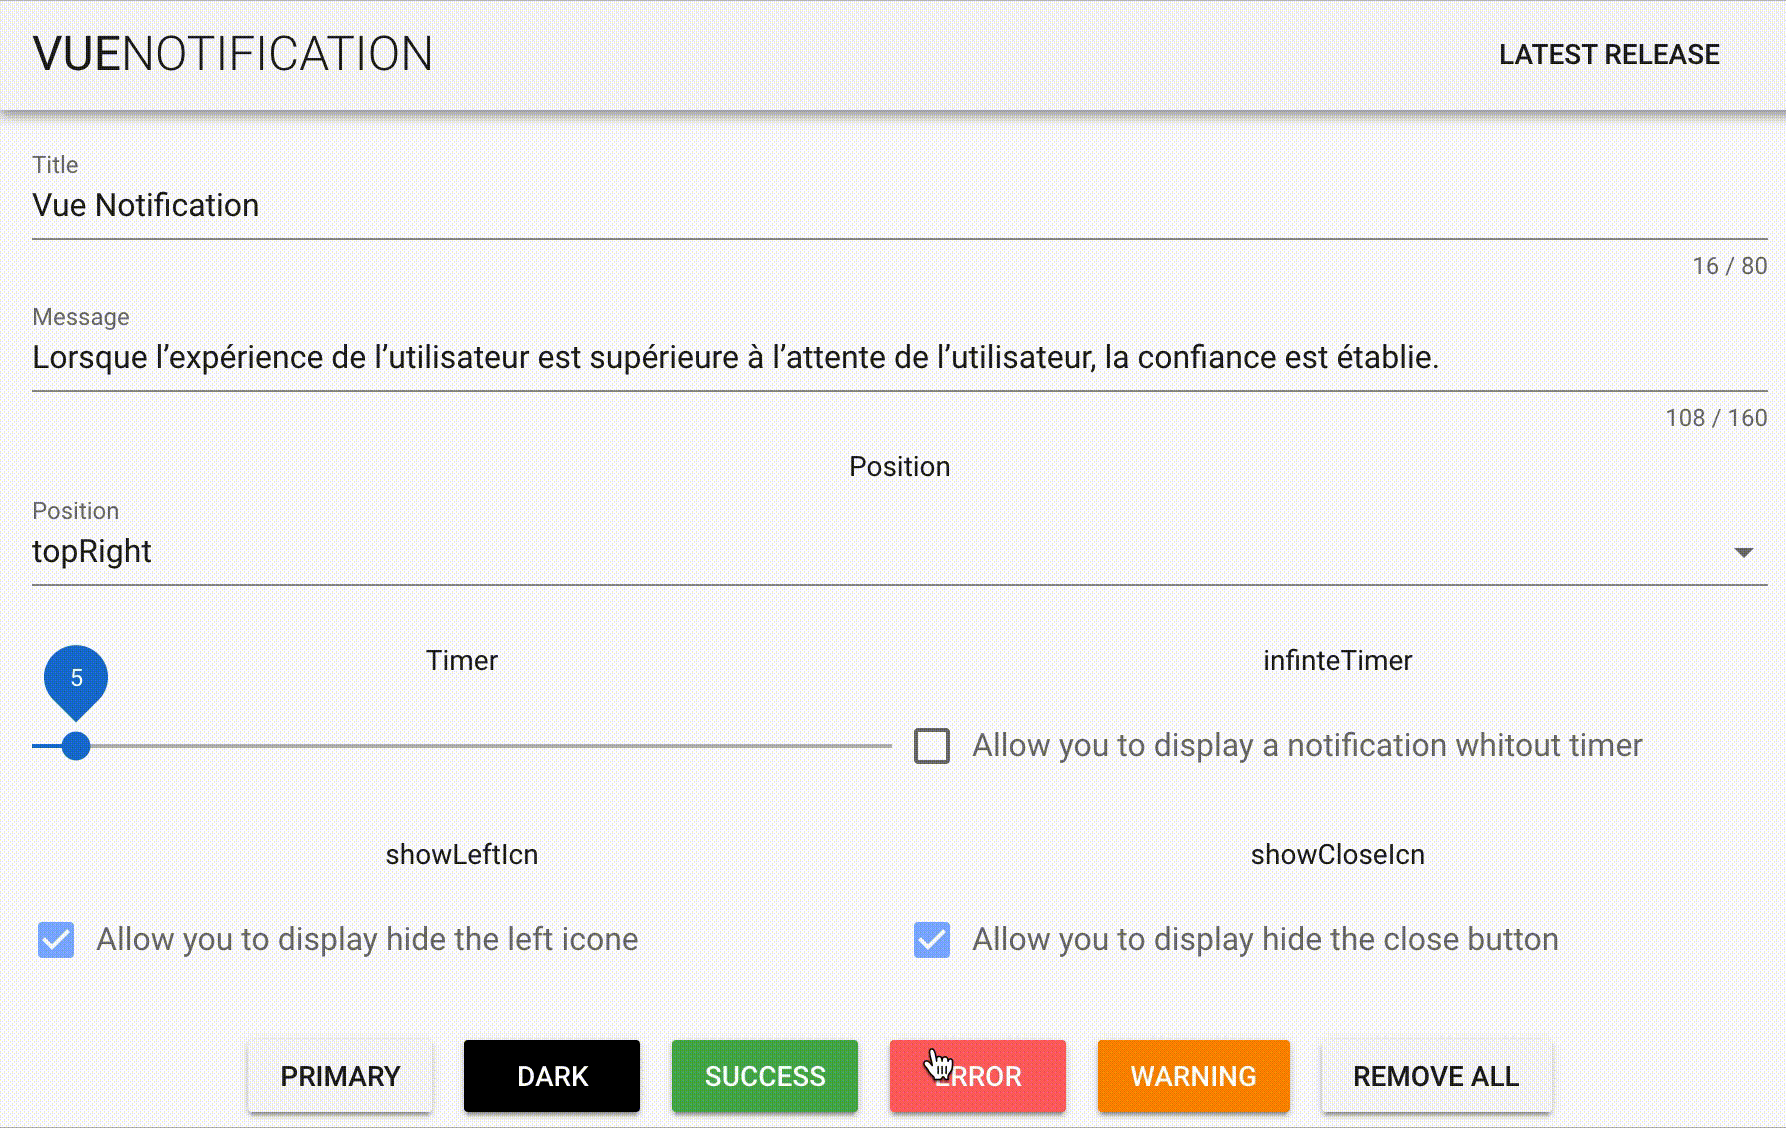 VUENOTIFICATION
LATEST RELEASE
Title
Vue Notification
16 / 80
Message
Lorsque l’expérience de l’utilisateur est supérieure à l’attente de l’utilisateur, la confiance est établie.
108 / 160
Position
Position
topRight
Timer
infinteTimer
5
Allow you to display a notification whitout timer
showLeftIcn
showCloseIcn
Allow you to display hide the left icone
Allow you to display hide the close button
PRIMARY
DARK
SUCCESS
ERROR
WARNING
REMOVE ALL